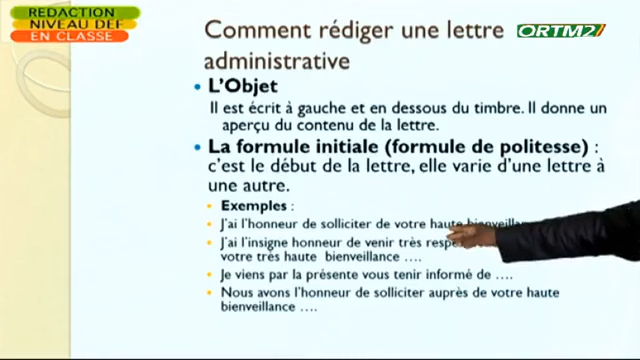 REDACTION
NIVEAU DEF
EN CLASSE
ORTM2
Comment rédiger une lettre
administrative
• L'Objet
Il est écrit à gauche et en dessous du timbre. Il donne un
aperçu du contenu de la lettre.
• La formule initiale (formule de politesse) :
c'est le début de la lettre, elle varie d'une lettre à
une autre.
• Exemples :
• J'ai l'honneur de solliciter de votre haute
• J'ai l'insigne honneur de venir très
votre très haute bienveillance ....
• Je viens par la présente vous tenir informé de ....
• Nous avons l'honneur de solliciter auprès de votre haute
bienveillance ....